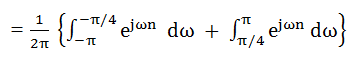 = 1/2π {∫_{-π}^{-π/4} e^{jωn} dω + ∫_{π/4}^{π} e^{jωn} dω}